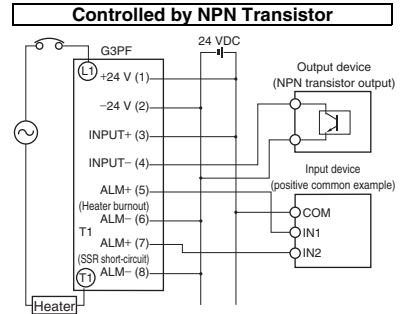 Controlled by NPN Transistor
24 VDC
G3PF
L1
+24 V (1)
−24 V (2)
INPUT+ (3)
INPUT− (4)
ALM+ (5)
(Heater burnout)
ALM− (6)
T1
ALM+ (7)
(SSR short-circuit)
T1
ALM− (8)
Heater
Output device
(NPN transistor output)
Input device
(positive common example)
COM
IN1
IN2